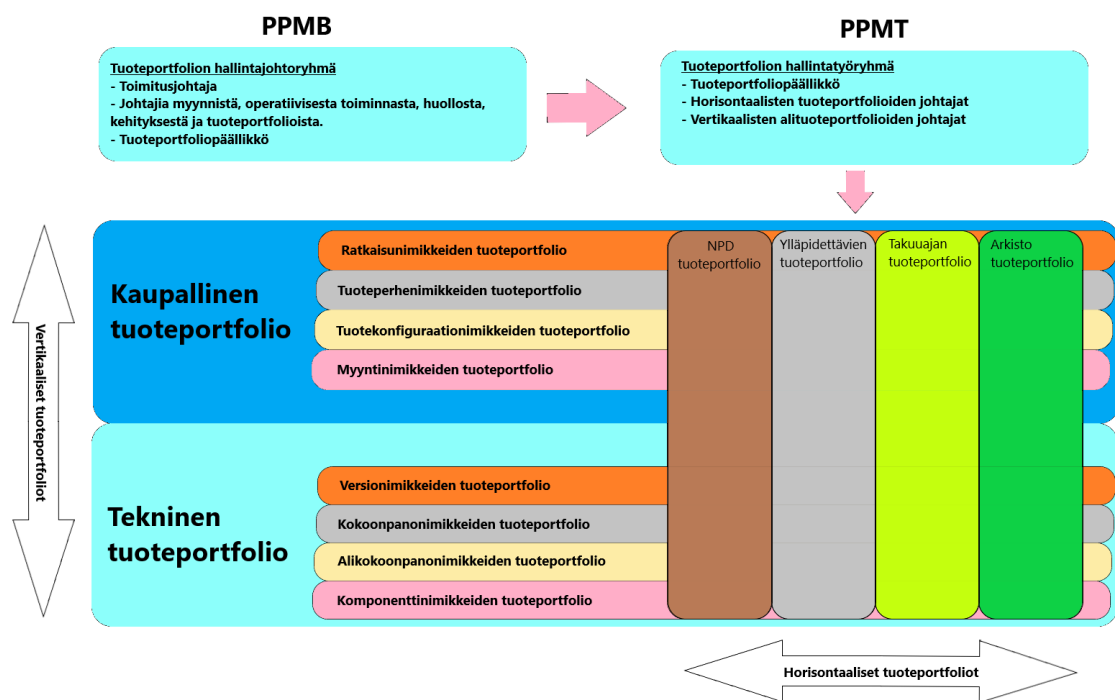 PPMB
Tuoteportfolion hallintajohtoryhmä
- Toimitusjohtaja
- Johtajia myynnistä, operatiivisesta toiminnasta, huollosta,
kehityksestä ja tuoteportfolioista.
- Tuoteportfoliopäällikkö
PPMT
Tuoteportfolion hallintatyöryhmä
- Tuoteportfoliopäällikkö
- Horisontaalisten tuoteportfolioiden johtajat
- Vertikaalisten alituoteportfolioiden johtajat
Vertikaaliset tuoteportfoliot
Kaupallinen
tuoteportfolio
Ratkaisunimikkeiden tuoteportfolio
Tuoteperhenimikkeiden tuoteportfolio
Tuotekonfiguraationimikkeiden tuoteportfolio
Myyntinimikkeiden tuoteportfolio
NPD
tuoteportfolio
Ylläpidettävien
tuoteportfolio
Takuuajan
tuoteportfolio
Arkisto
tuoteportfolio
Tekninen
tuoteportfolio
Versionimikkeiden tuoteportfolio
Kokoonpanonimikkeiden tuoteportfolio
Alikokoonpanonimikkeiden tuoteportfolio
Komponenttinimikkeiden tuoteportfolio
Horisontaaliset tuoteportfoliot